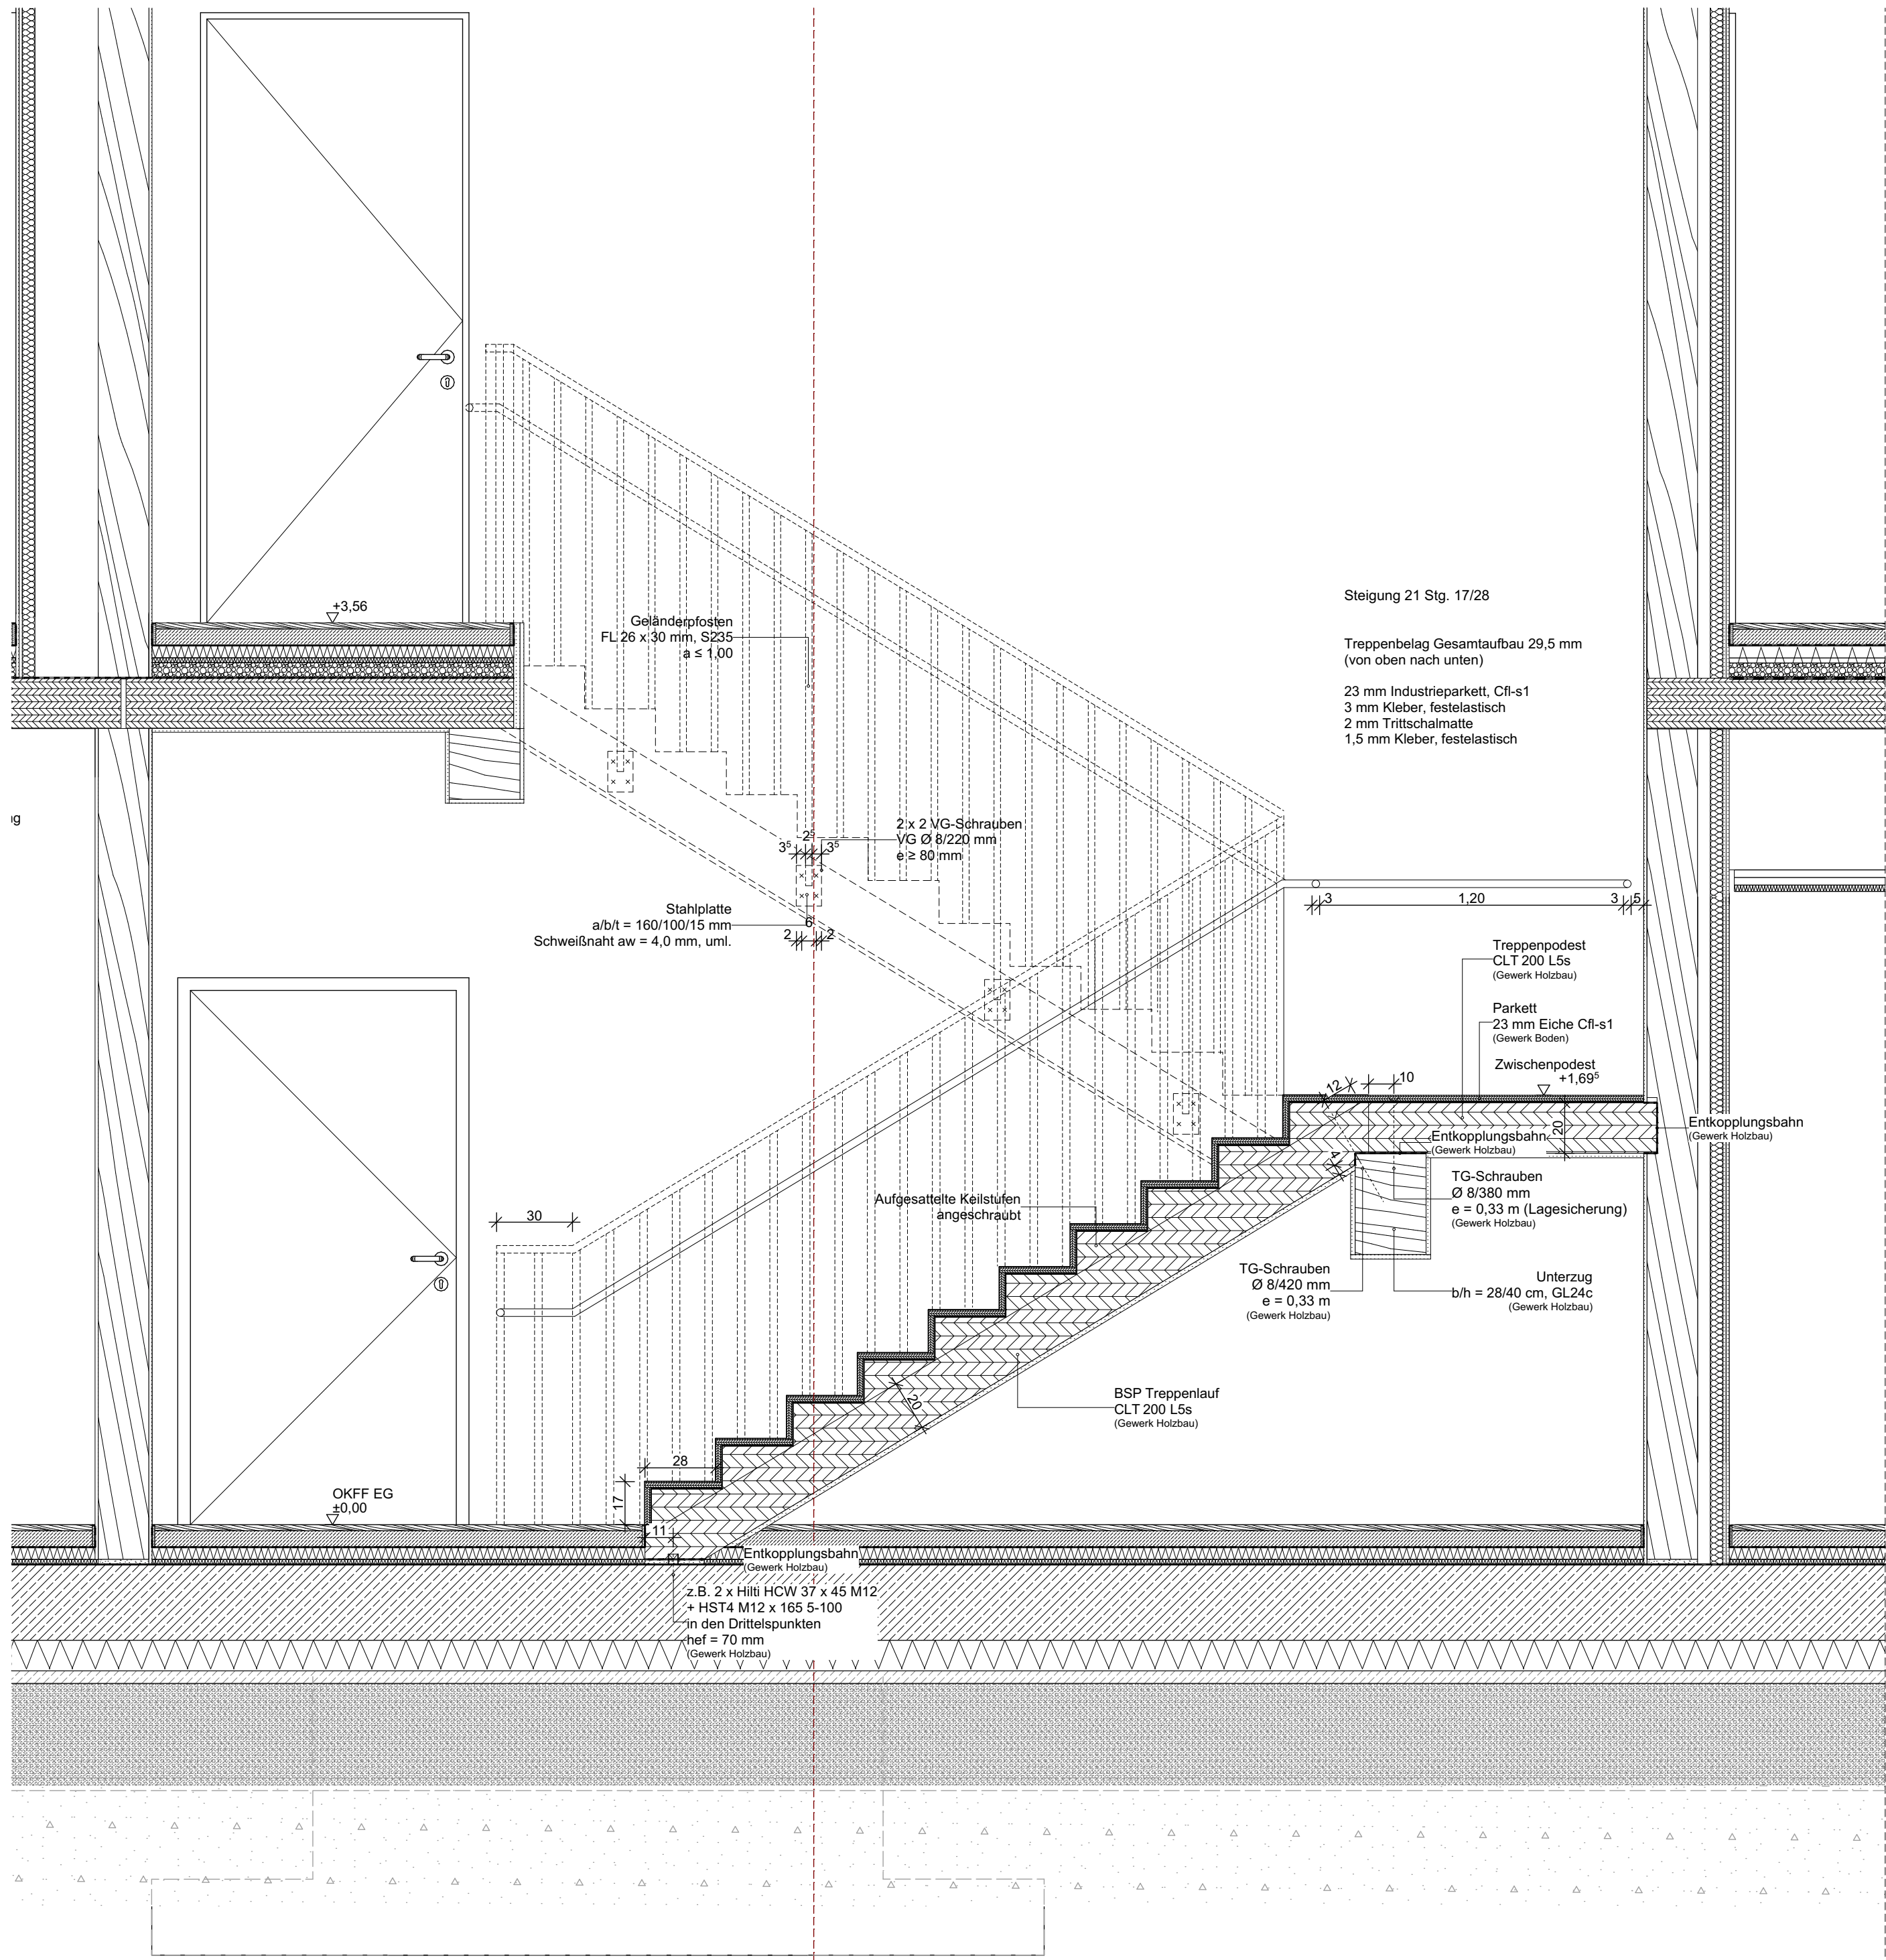 +3,56
Geländerpfosten
FL 26 x 30 mm, S235
a ≤ 1,00
Steigung 21 Stg. 17/28
Treppenbelag Gesamtaufbau 29,5 mm
(von oben nach unten)
23 mm Industrieparkett, Cfl-s1
3 mm Kleber, festelastisch
2 mm Trittschalmatte
1,5 mm Kleber, festelastisch
2 x 2 VG-Schrauben
VG Ø 8/220 mm
e ≥ 80 mm
3⁵ 2⁵ 3⁵
Stahlplatte
a/b/t = 160/100/15 mm
Schweißnaht aw = 4,0 mm, uml.
6
2 2
3 1,20 3 5
Treppenpodest
CLT 200 L5s
(Gewerk Holzbau)
Parkett
23 mm Eiche Cfl-s1
(Gewerk Boden)
Zwischenpodest
+1,69⁵
12 10
20
4
Entkopplungsbahn
(Gewerk Holzbau)
Entkopplungsbahn
(Gewerk Holzbau)
TG-Schrauben
Ø 8/380 mm
e = 0,33 m (Lagesicherung)
(Gewerk Holzbau)
Aufgesattelte Keilstufen
angeschraubt
30
TG-Schrauben
Ø 8/420 mm
e = 0,33 m
(Gewerk Holzbau)
Unterzug
b/h = 28/40 cm, GL24c
(Gewerk Holzbau)
BSP Treppenlauf
CLT 200 L5s
(Gewerk Holzbau)
20
28
17
OKFF EG
±0,00
11
Entkopplungsbahn
(Gewerk Holzbau)
z.B. 2 x Hilti HCW 37 x 45 M12
+ HST4 M12 x 165 5-100
in den Drittelspunkten
hef = 70 mm
(Gewerk Holzbau)